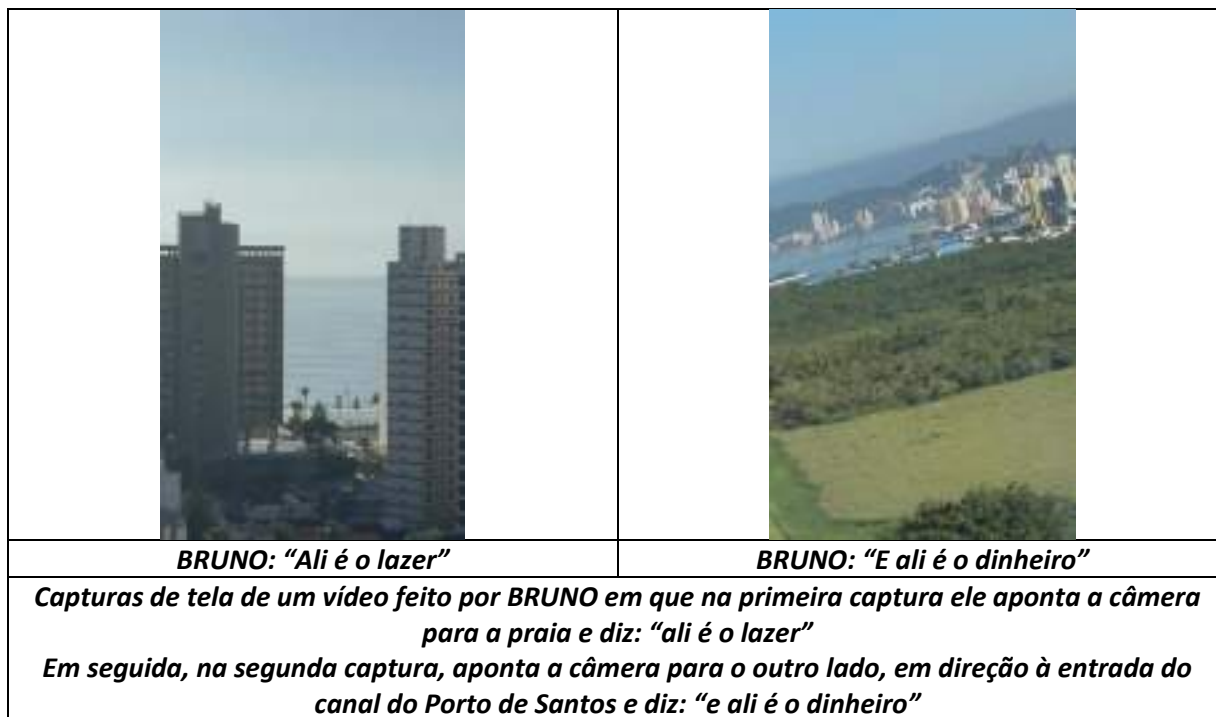 BRUNO: “Ali é o lazer”
BRUNO: “E ali é o dinheiro”
Capturas de tela de um vídeo feito por BRUNO em que na primeira captura ele aponta a câmera
para a praia e diz: “ali é o lazer”
Em seguida, na segunda captura, aponta a câmera para o outro lado, em direção à entrada do
canal do Porto de Santos e diz: “e ali é o dinheiro”